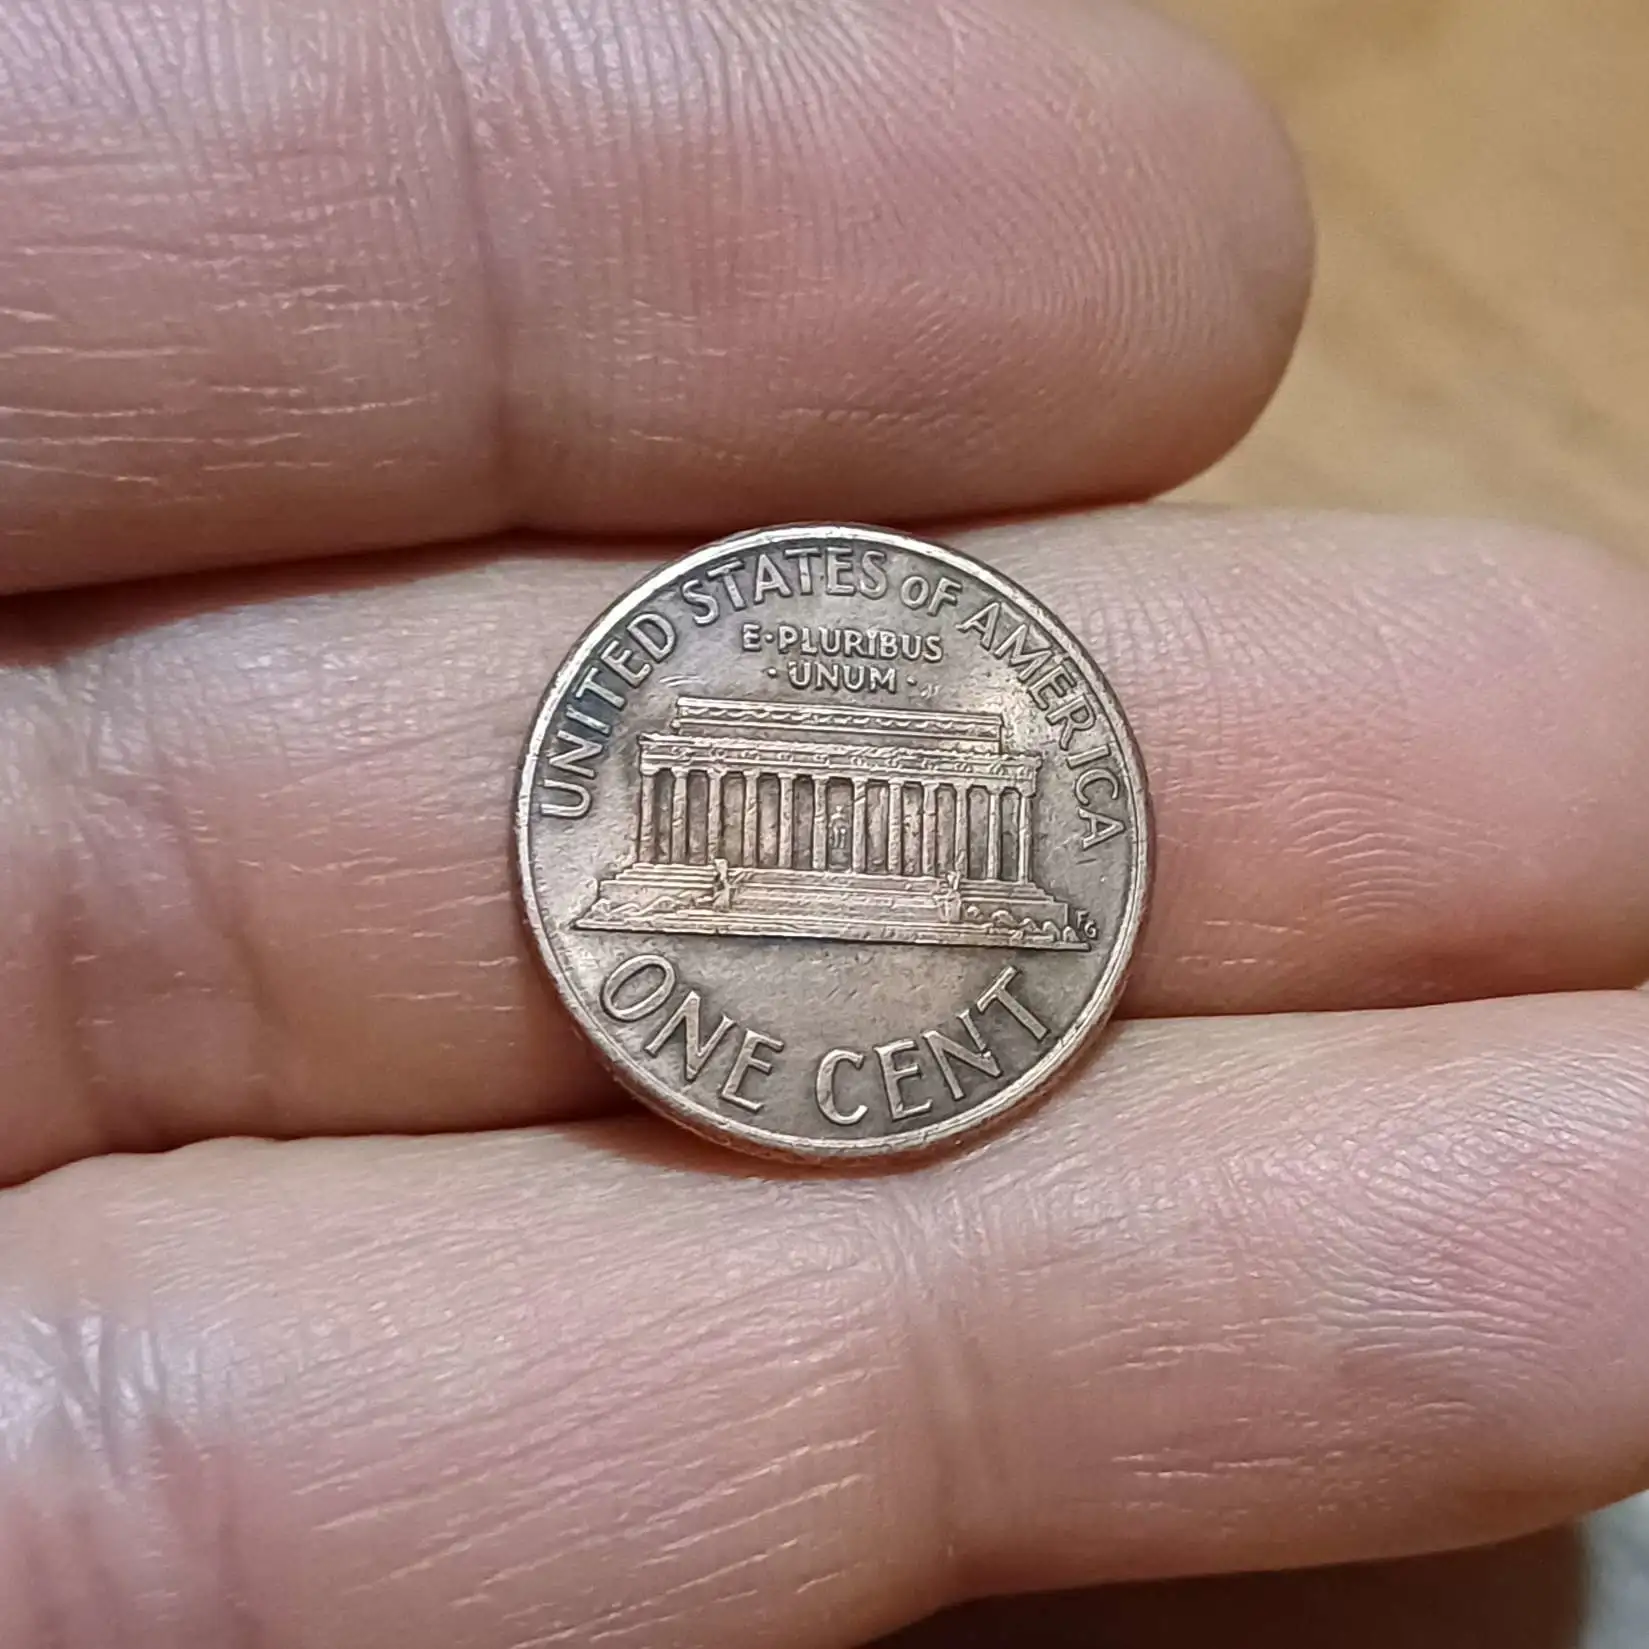 UNITED STATES OF AMERICA
E·PLURIBUS
·UNUM·
FG
ONE CENT